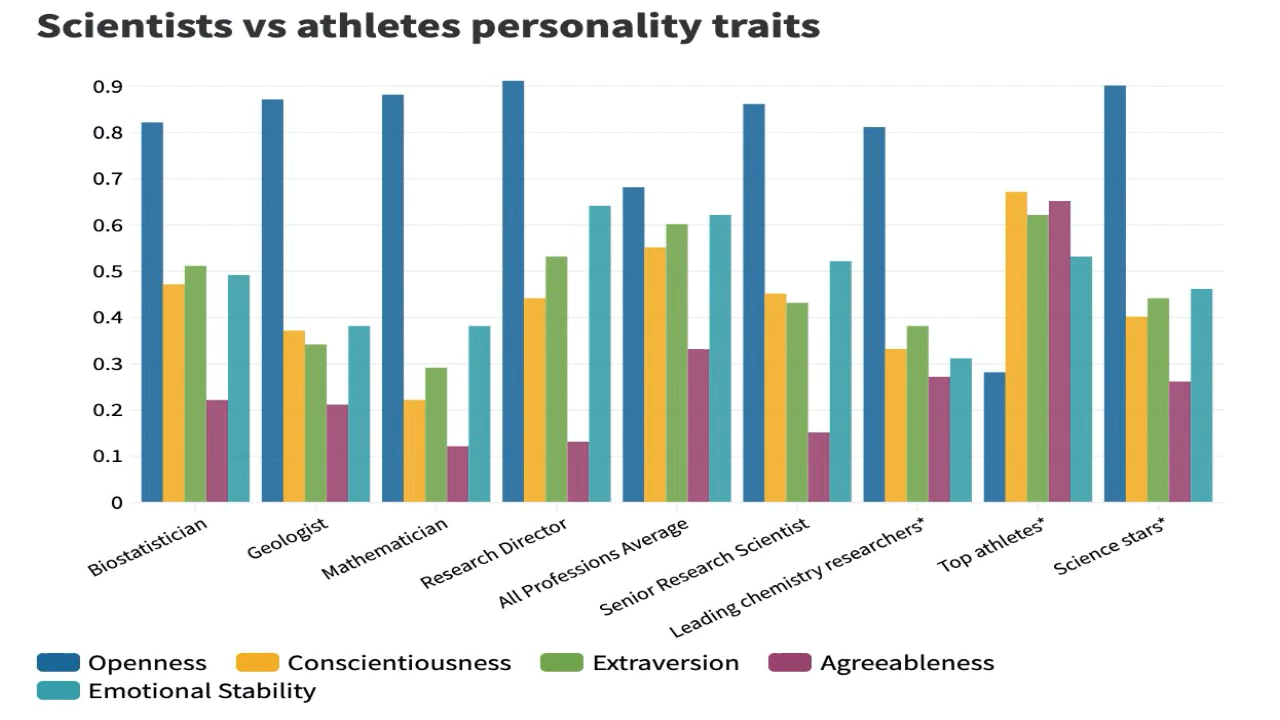 Scientists vs athletes personality traits
0.9
0.8
0.7
0.6
0.5
0.4
0.3
0.2
0.1
0
Biostatistician
Geologist
Mathematician
Research Director
All Professions Average
Senior Research Scientist
Leading chemistry researchers*
Top athletes*
Science stars*
Openness Conscientiousness Extraversion Agreeableness
Emotional Stability